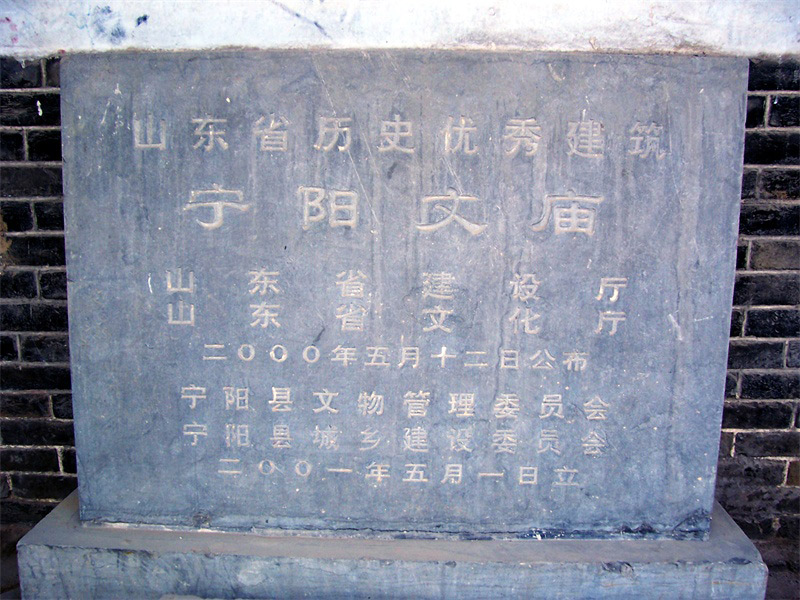 山东省历史优秀建筑
宁阳文庙
山东省建设厅
山东省文化厅
二〇〇〇年五月十二日公布
宁阳县文物管理委员会
宁阳县城乡建设委员会
二〇〇一年五月一日立